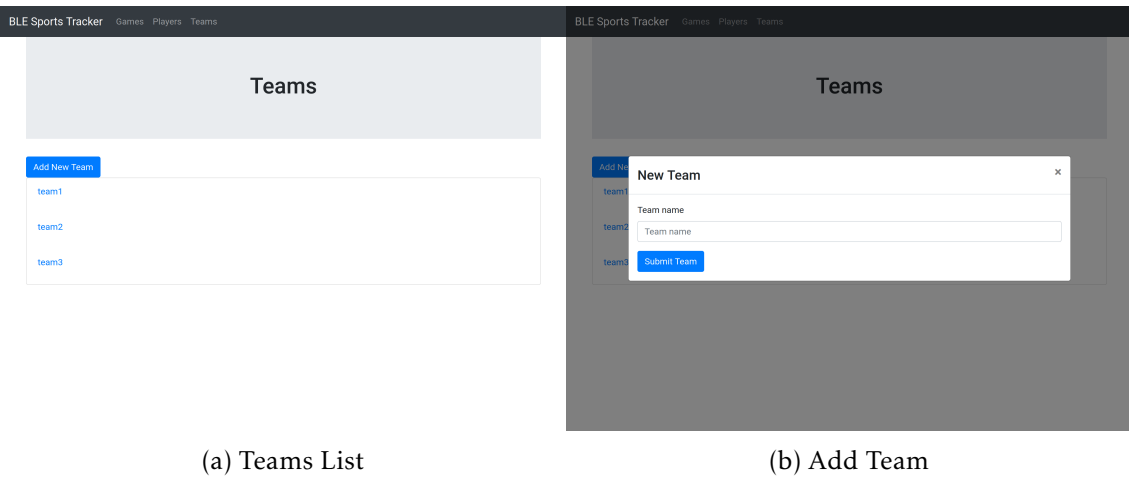 BLE Sports Tracker Games Players Teams
Teams
Add New Team
team1
team2
team3
(a) Teams List
BLE Sports Tracker Games Players Teams
Teams
Add Ne
New Team ×
team1
Team name
team2
Team name
team3
Submit Team
(b) Add Team